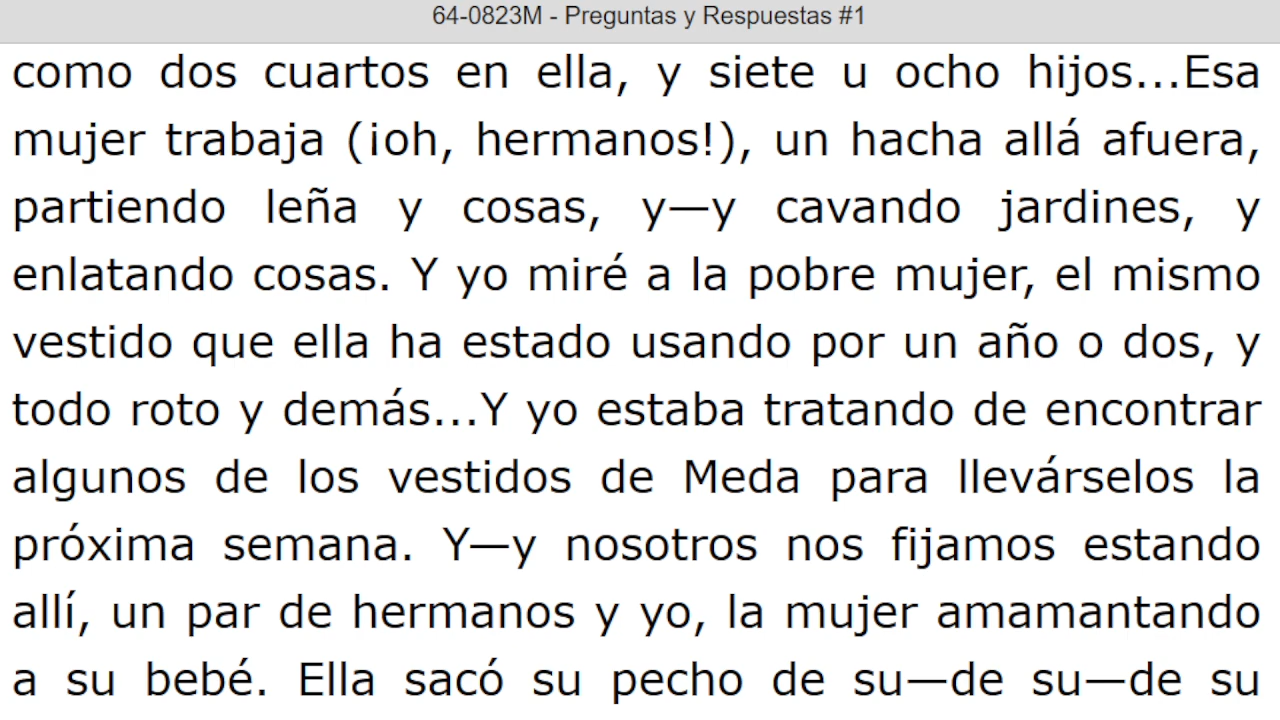 64-0823M - Preguntas y Respuestas #1
como dos cuartos en ella, y siete u ocho hijos...Esa
mujer trabaja (¡oh, hermanos!), un hacha allá afuera,
partiendo leña y cosas, y—y cavando jardines, y
enlatando cosas. Y yo miré a la pobre mujer, el mismo
vestido que ella ha estado usando por un año o dos, y
todo roto y demás...Y yo estaba tratando de encontrar
algunos de los vestidos de Meda para llevárselos la
próxima semana. Y—y nosotros nos fijamos estando
allí, un par de hermanos y yo, la mujer amamantando
a su bebé. Ella sacó su pecho de su—de su—de su